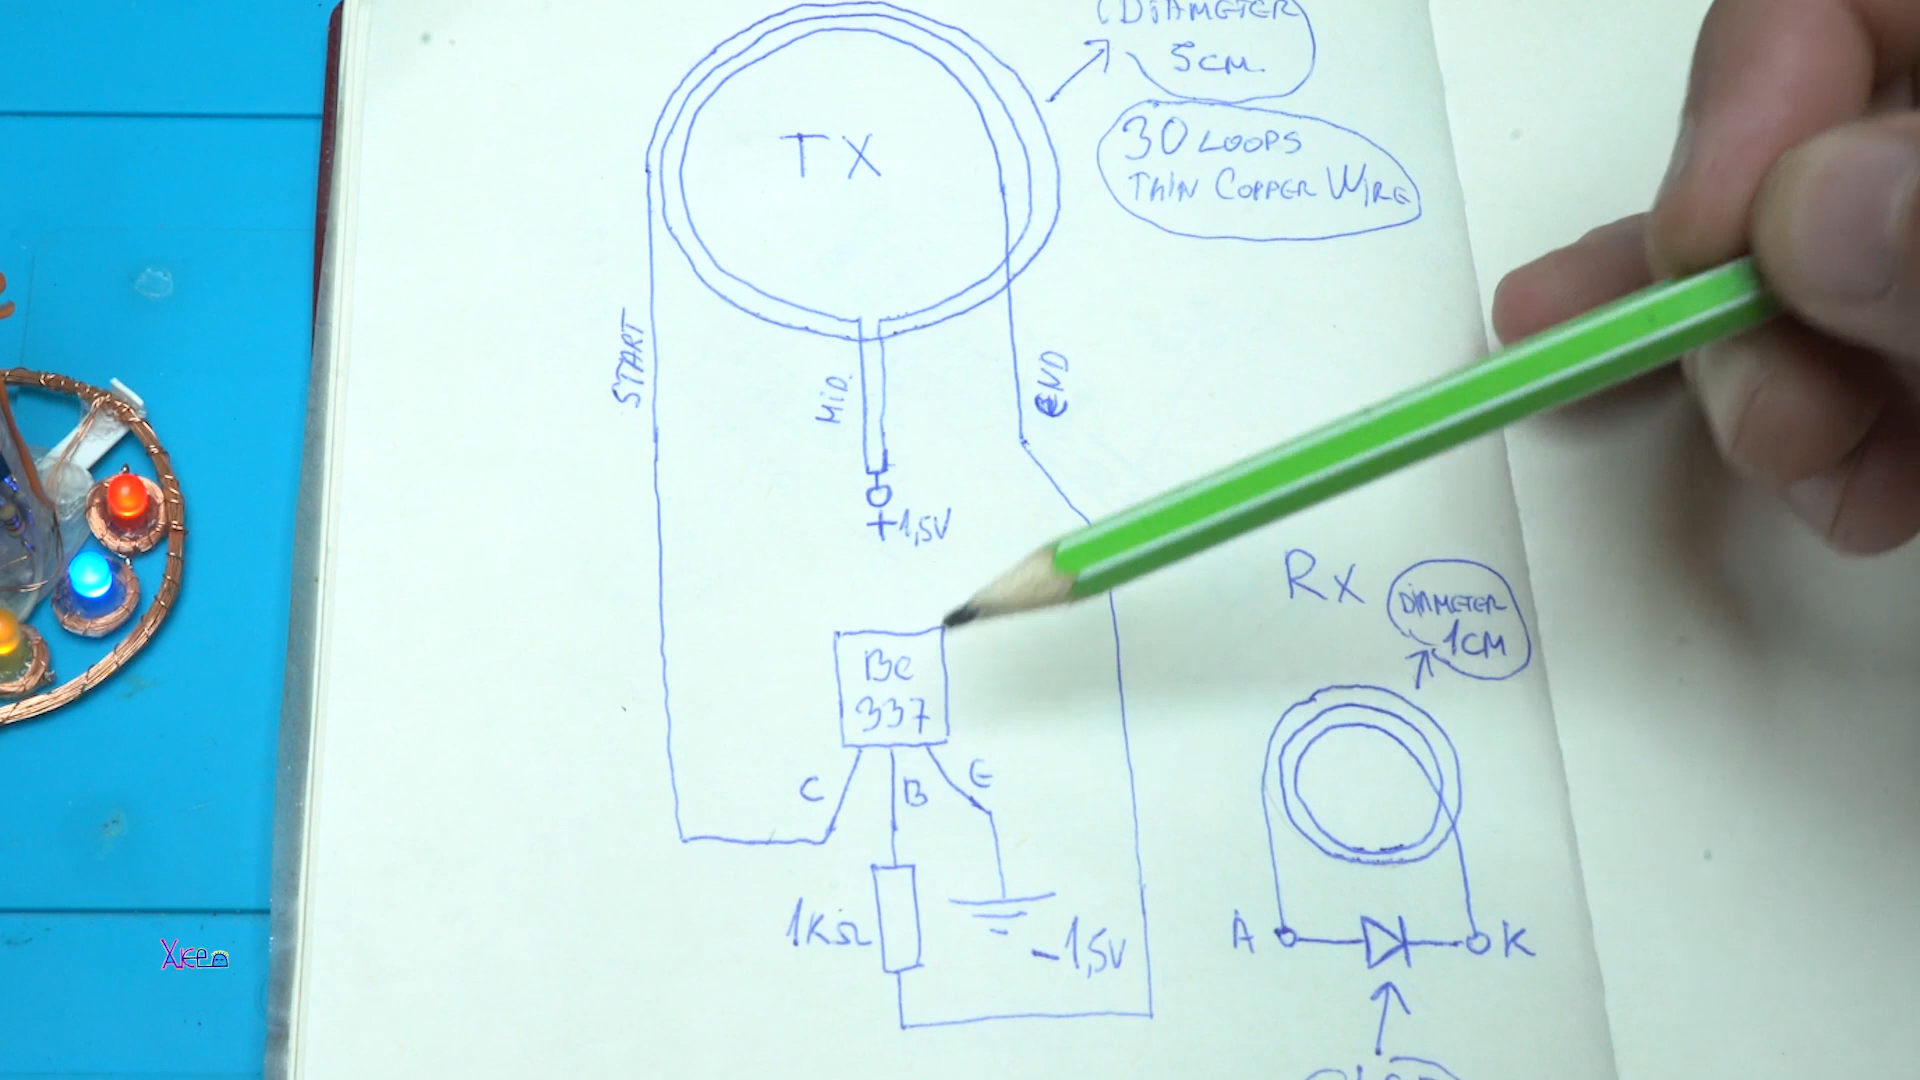 (DIAMETER
5CM
TX
30 LOOPS
THIN COPPER WIRE
START
MID.
END
+1,5V
RX
DIAMETER
1CM
BC
337
C
B
E
1KΩ
-1,5V
A
K
XKen